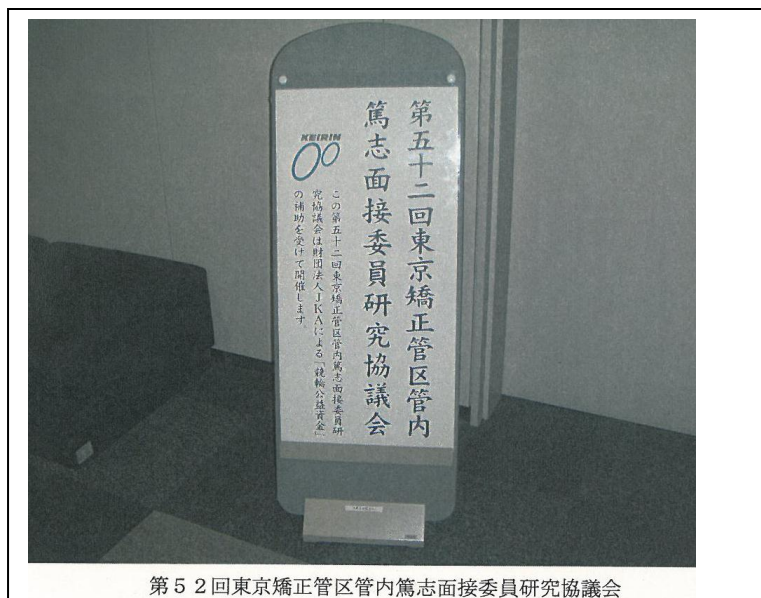 第五十二回東京矯正管区管内
篤志面接委員研究協議会
KEIRIN
この第五十二回東京矯正管区管内篤志面接委員研
究協議会は財団法人JKAによる「競輪公益資金」
の補助を受けて開催します。
第52回東京矯正管区管内篤志面接委員研究協議会